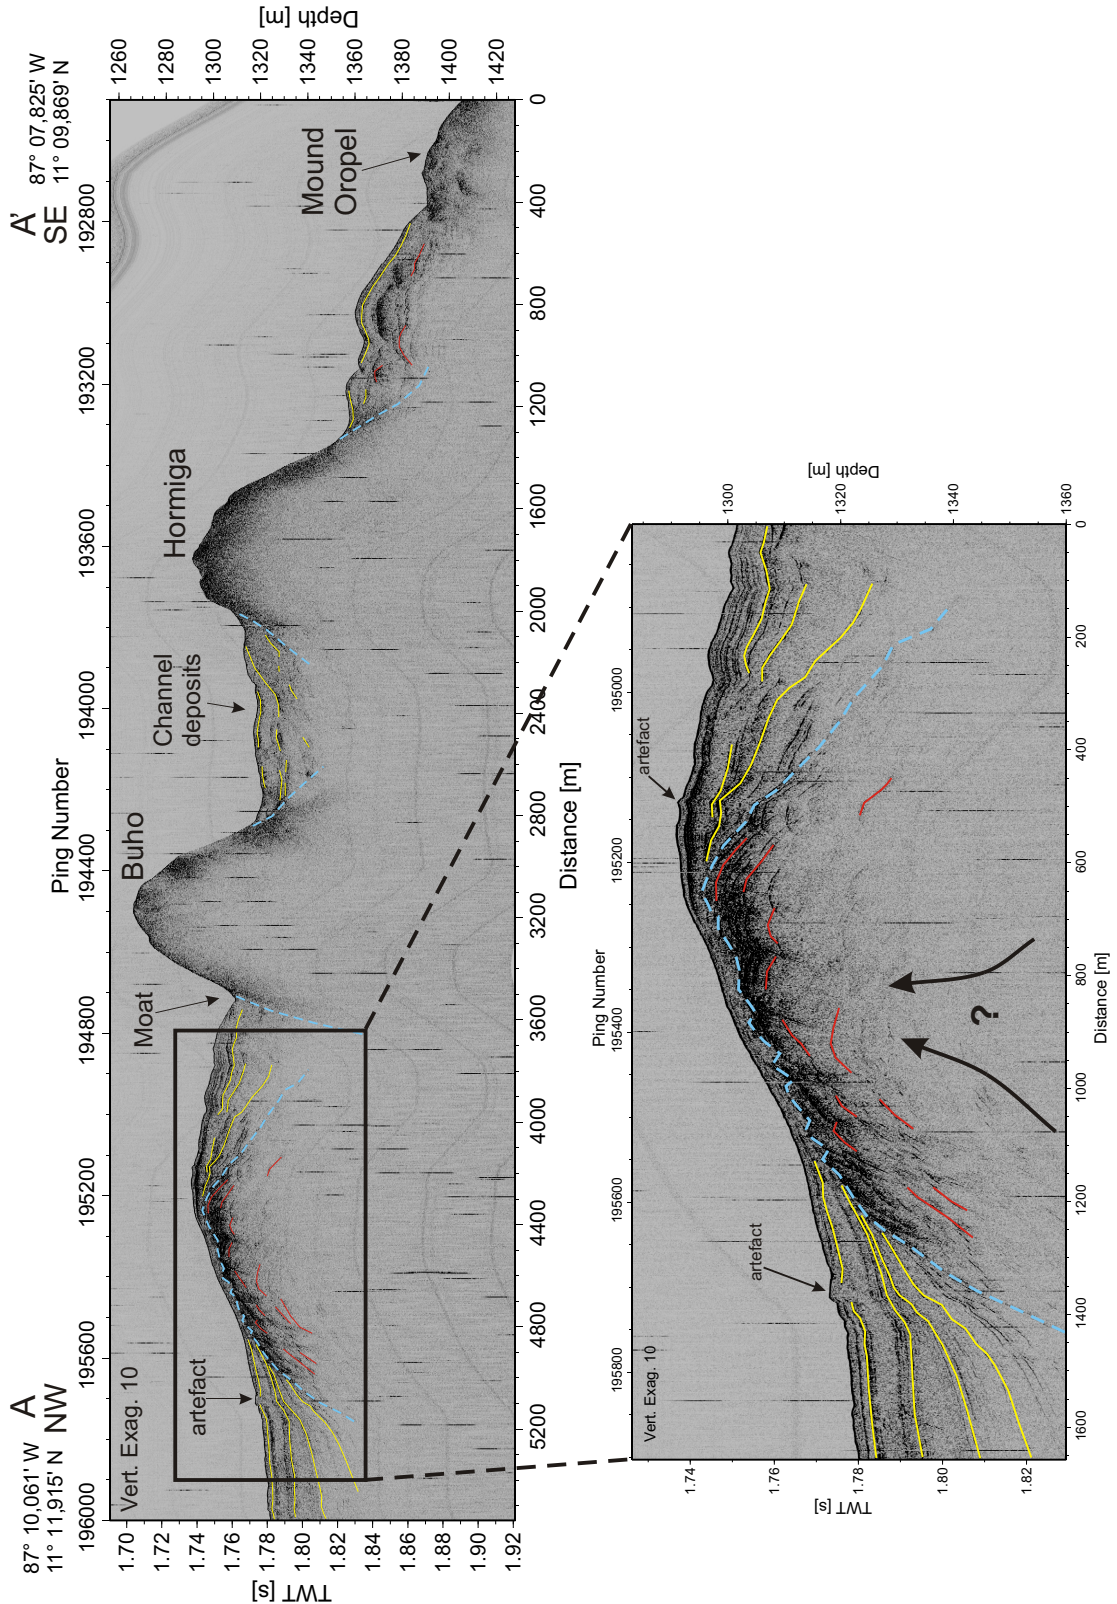 A
NW
87° 10,061' W
11° 11,915' N
A'
SE
87° 07,825' W
11° 09,869' N
Ping Number
196000 195600 195200 194800 194400 194000 193600 193200 192800
TWT [s]
1.70
1.72
1.74
1.76
1.78
1.80
1.82
1.84
1.86
1.88
1.90
1.92
Depth [m]
1260
1280
1300
1320
1340
1360
1380
1400
1420
Vert. Exag. 10
artefact
Moat
Buho
Channel
deposits
Hormiga
Mound
Oropel
5200 4800 4400 4000 3600 3200 2800 2400 2000 1600 1200 800 400 0
Distance [m]
Ping Number
195800 195600 195400 195200 195000
TWT [s]
1.74
1.76
1.78
1.80
1.82
Depth [m]
1300
1320
1340
1360
Vert. Exag. 10
artefact
artefact
?
1600 1400 1200 1000 800 600 400 200 0
Distance [m]